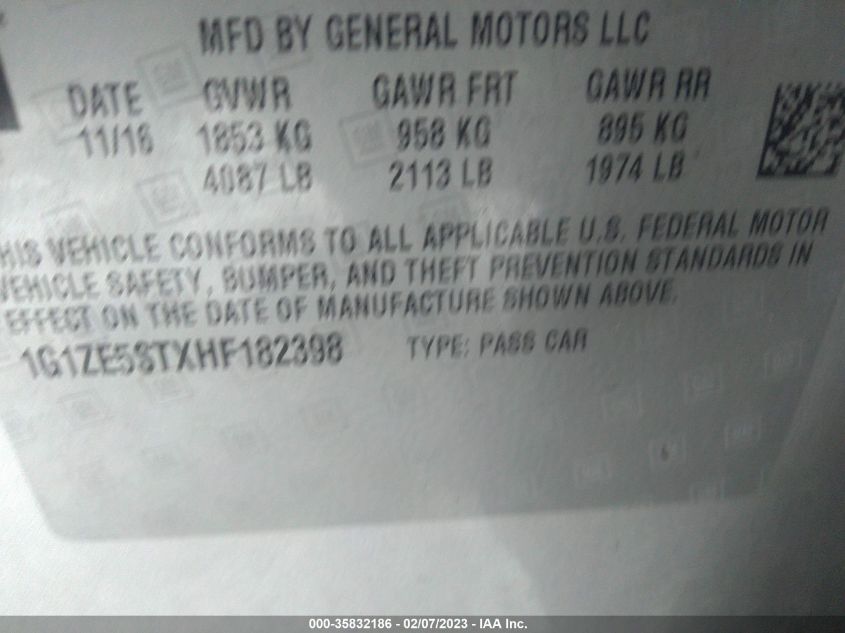 MFD BY GENERAL MOTORS LLC
DATE GVWR GAWR FRT GAWR RR
11/16 1853 KG 958 KG 895 KG
4087 LB 2113 LB 1974 LB
HIS VEHICLE CONFORMS TO ALL APPLICABLE U.S. FEDERAL MOTOR
VEHICLE SAFETY, BUMPER, AND THEFT PREVENTION STANDARDS IN
EFFECT ON THE DATE OF MANUFACTURE SHOWN ABOVE.
1G1ZE5STXHF182398 TYPE: PASS CAR
000-35832186 - 02/07/2023 - IAA Inc.